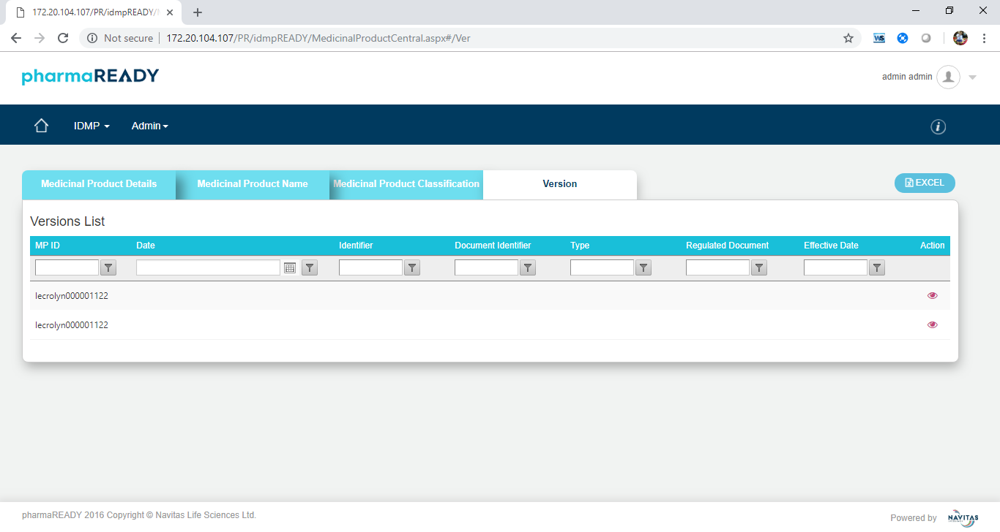 172.20.104.107/PR/idmpREADY/
Not secure 172.20.104.107/PR/idmpREADY/MedicinalProductCentral.aspx#/Ver
WS
pharmaREADY
admin admin
IDMP Admin
Medicinal Product Details Medicinal Product Name Medicinal Product Classification Version EXCEL
Versions List
MP ID Date Identifier Document Identifier Type Regulated Document Effective Date Action
lecrolyn000001122
lecrolyn000001122
pharmaREADY 2016 Copyright © Navitas Life Sciences Ltd.
Powered by NAVITAS